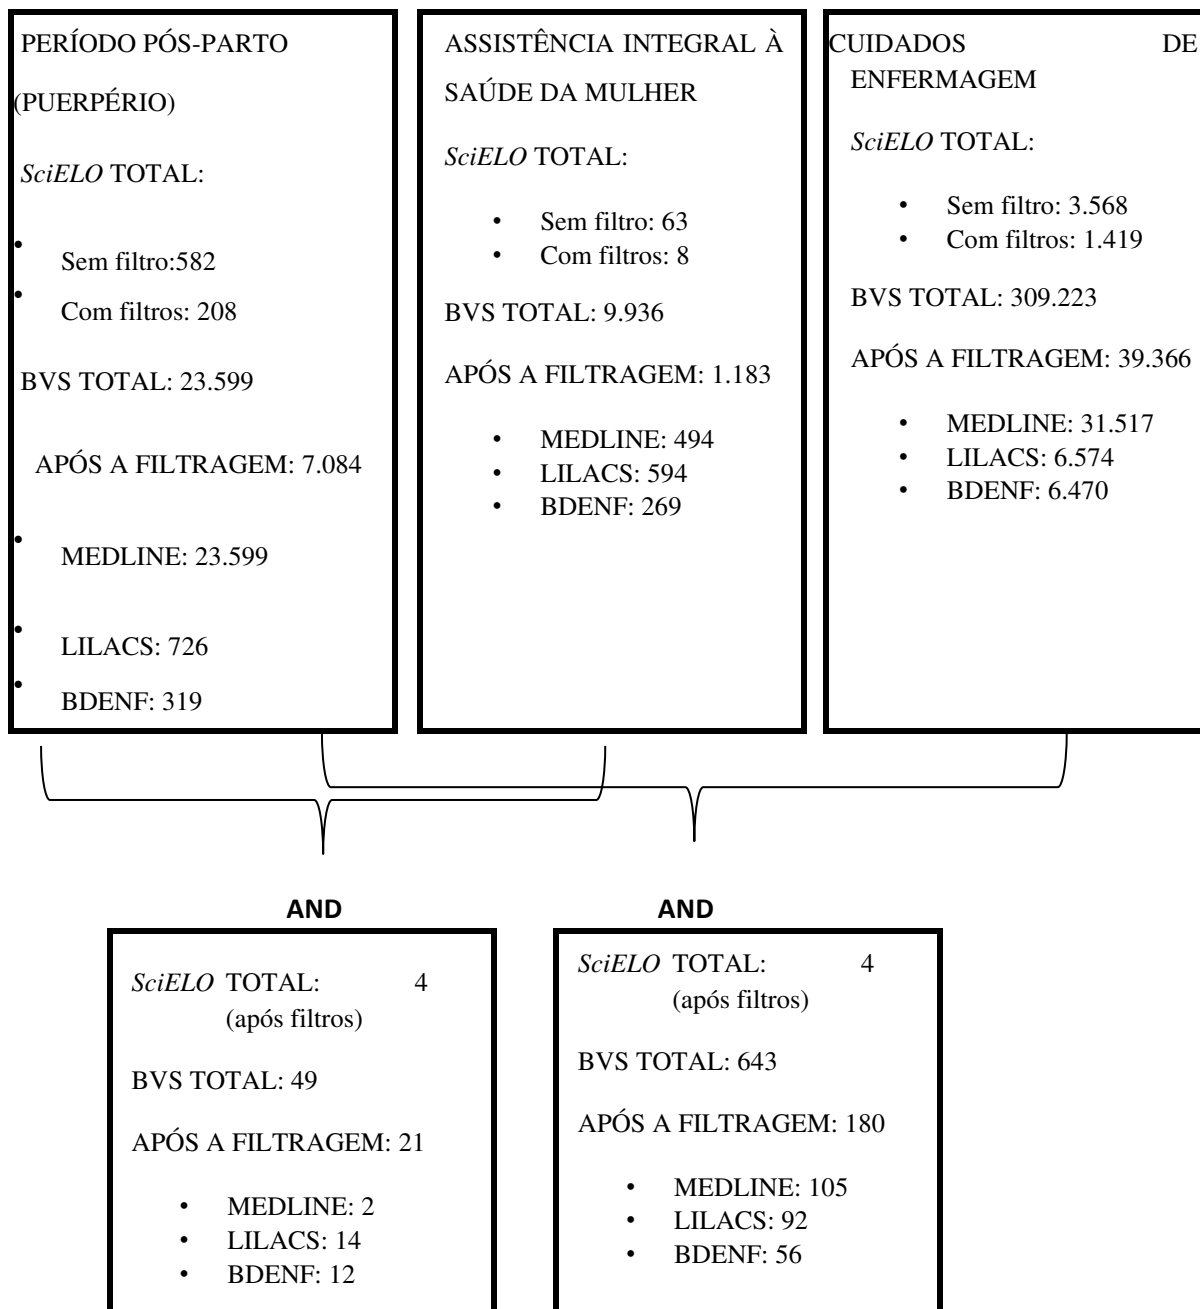 PERÍODO PÓS-PARTO
(PUERPÉRIO)
SciELO TOTAL:
• Sem filtro:582
• Com filtros: 208
BVS TOTAL: 23.599
APÓS A FILTRAGEM: 7.084
• MEDLINE: 23.599
• LILACS: 726
• BDENF: 319
ASSISTÊNCIA INTEGRAL À
SAÚDE DA MULHER
SciELO TOTAL:
• Sem filtro: 63
• Com filtros: 8
BVS TOTAL: 9.936
APÓS A FILTRAGEM: 1.183
• MEDLINE: 494
• LILACS: 594
• BDENF: 269
CUIDADOS DE
ENFERMAGEM
SciELO TOTAL:
• Sem filtro: 3.568
• Com filtros: 1.419
BVS TOTAL: 309.223
APÓS A FILTRAGEM: 39.366
• MEDLINE: 31.517
• LILACS: 6.574
• BDENF: 6.470
AND
SciELO TOTAL: 4
(após filtros)
BVS TOTAL: 49
APÓS A FILTRAGEM: 21
• MEDLINE: 2
• LILACS: 14
• BDENF: 12
AND
SciELO TOTAL: 4
(após filtros)
BVS TOTAL: 643
APÓS A FILTRAGEM: 180
• MEDLINE: 105
• LILACS: 92
• BDENF: 56